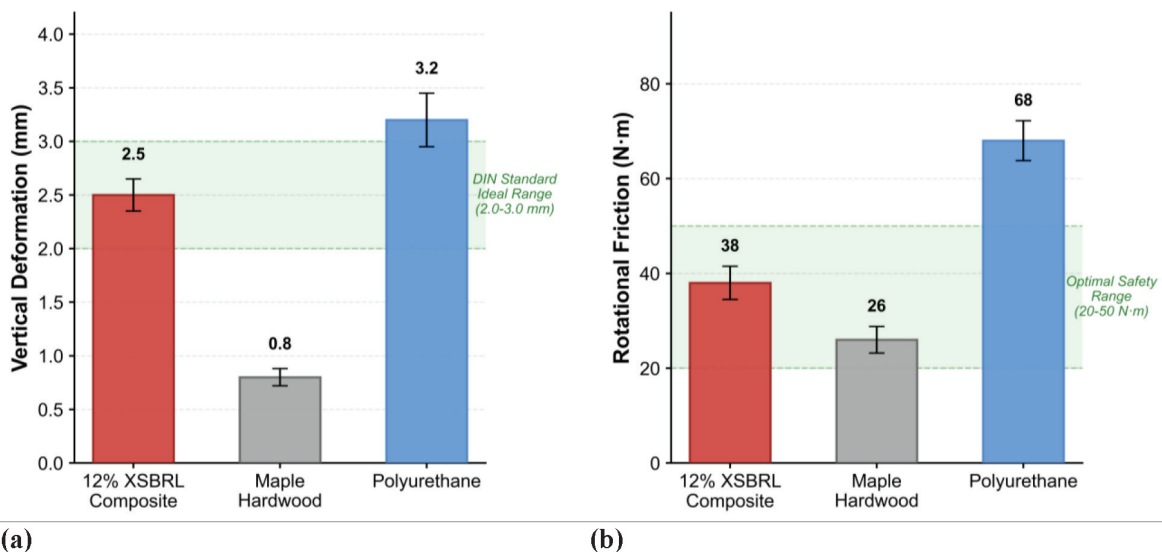 Vertical Deformation (mm)
4.0
3.5
3.0
2.5
2.0
1.5
1.0
0.5
0.0
2.5
0.8
3.2
DIN Standard
Ideal Range
(2.0-3.0 mm)
12% XSBRL
Composite
Maple
Hardwood
Polyurethane
(a)
Rotational Friction (N·m)
80
60
40
20
0
38
26
68
Optimal Safety
Range
(20-50 N·m)
12% XSBRL
Composite
Maple
Hardwood
Polyurethane
(b)